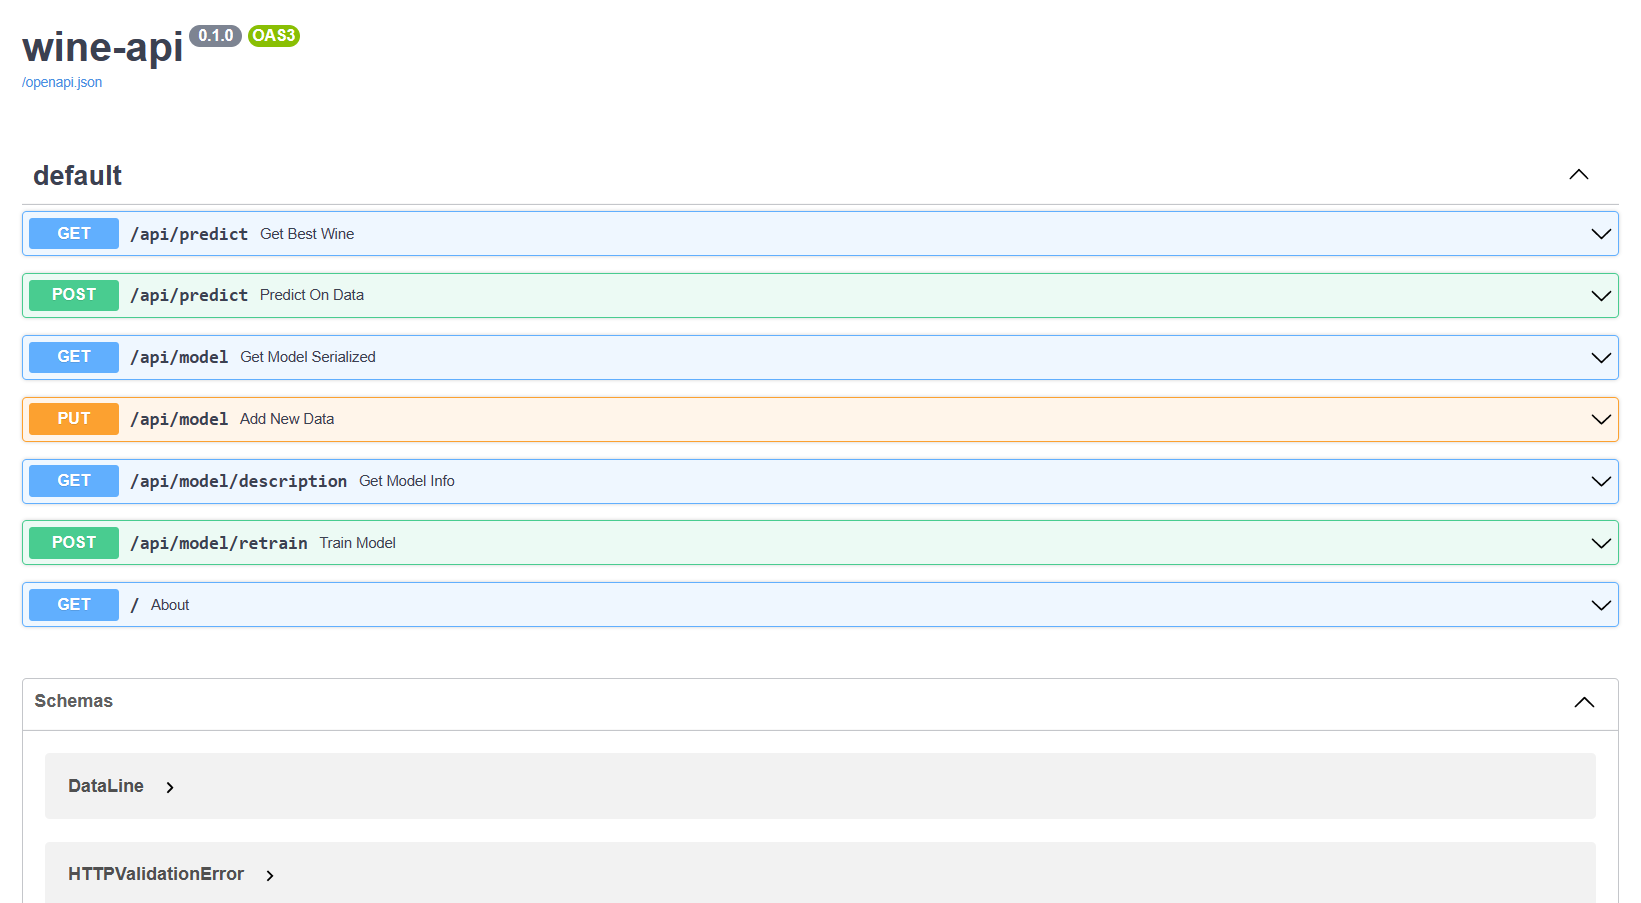 wine-api 0.1.0 OAS3
/openapi.json
default
GET /api/predict Get Best Wine
POST /api/predict Predict On Data
GET /api/model Get Model Serialized
PUT /api/model Add New Data
GET /api/model/description Get Model Info
POST /api/model/retrain Train Model
GET / About
Schemas
DataLine
HTTPValidationError